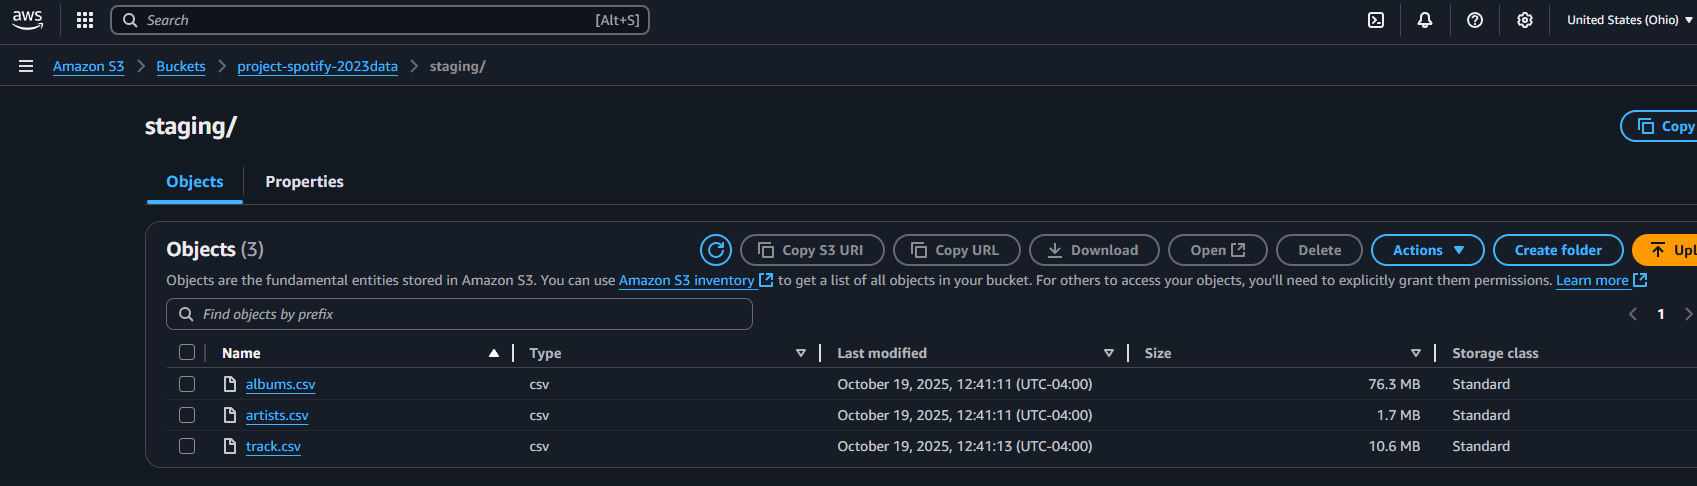 aws Search [Alt+S] United States (Ohio)
Amazon S3 Buckets project-spotify-2023data staging/
staging/
Copy
Objects Properties
Objects (3) Copy S3 URI Copy URL Download Open Delete Actions Create folder Upl
Objects are the fundamental entities stored in Amazon S3. You can use Amazon S3 inventory to get a list of all objects in your bucket. For others to access your objects, you'll need to explicitly grant them permissions. Learn more
Find objects by prefix 1
Name Type Last modified Size Storage class
albums.csv csv October 19, 2025, 12:41:11 (UTC-04:00) 76.3 MB Standard
artists.csv csv October 19, 2025, 12:41:11 (UTC-04:00) 1.7 MB Standard
track.csv csv October 19, 2025, 12:41:13 (UTC-04:00) 10.6 MB Standard